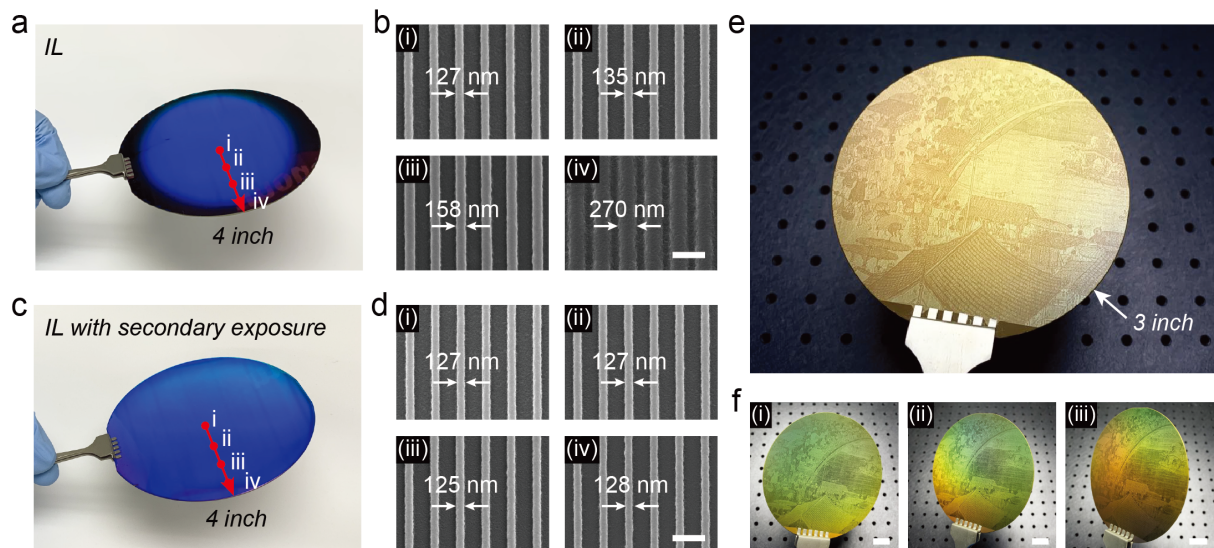 a
IL
i
ii
iii
iv
4 inch
b
(i)
127 nm
(ii)
135 nm
(iii)
158 nm
(iv)
270 nm
c
IL with secondary exposure
i
ii
iii
iv
4 inch
d
(i)
127 nm
(ii)
127 nm
(iii)
125 nm
(iv)
128 nm
e
3 inch
f
(i)
(ii)
(iii)